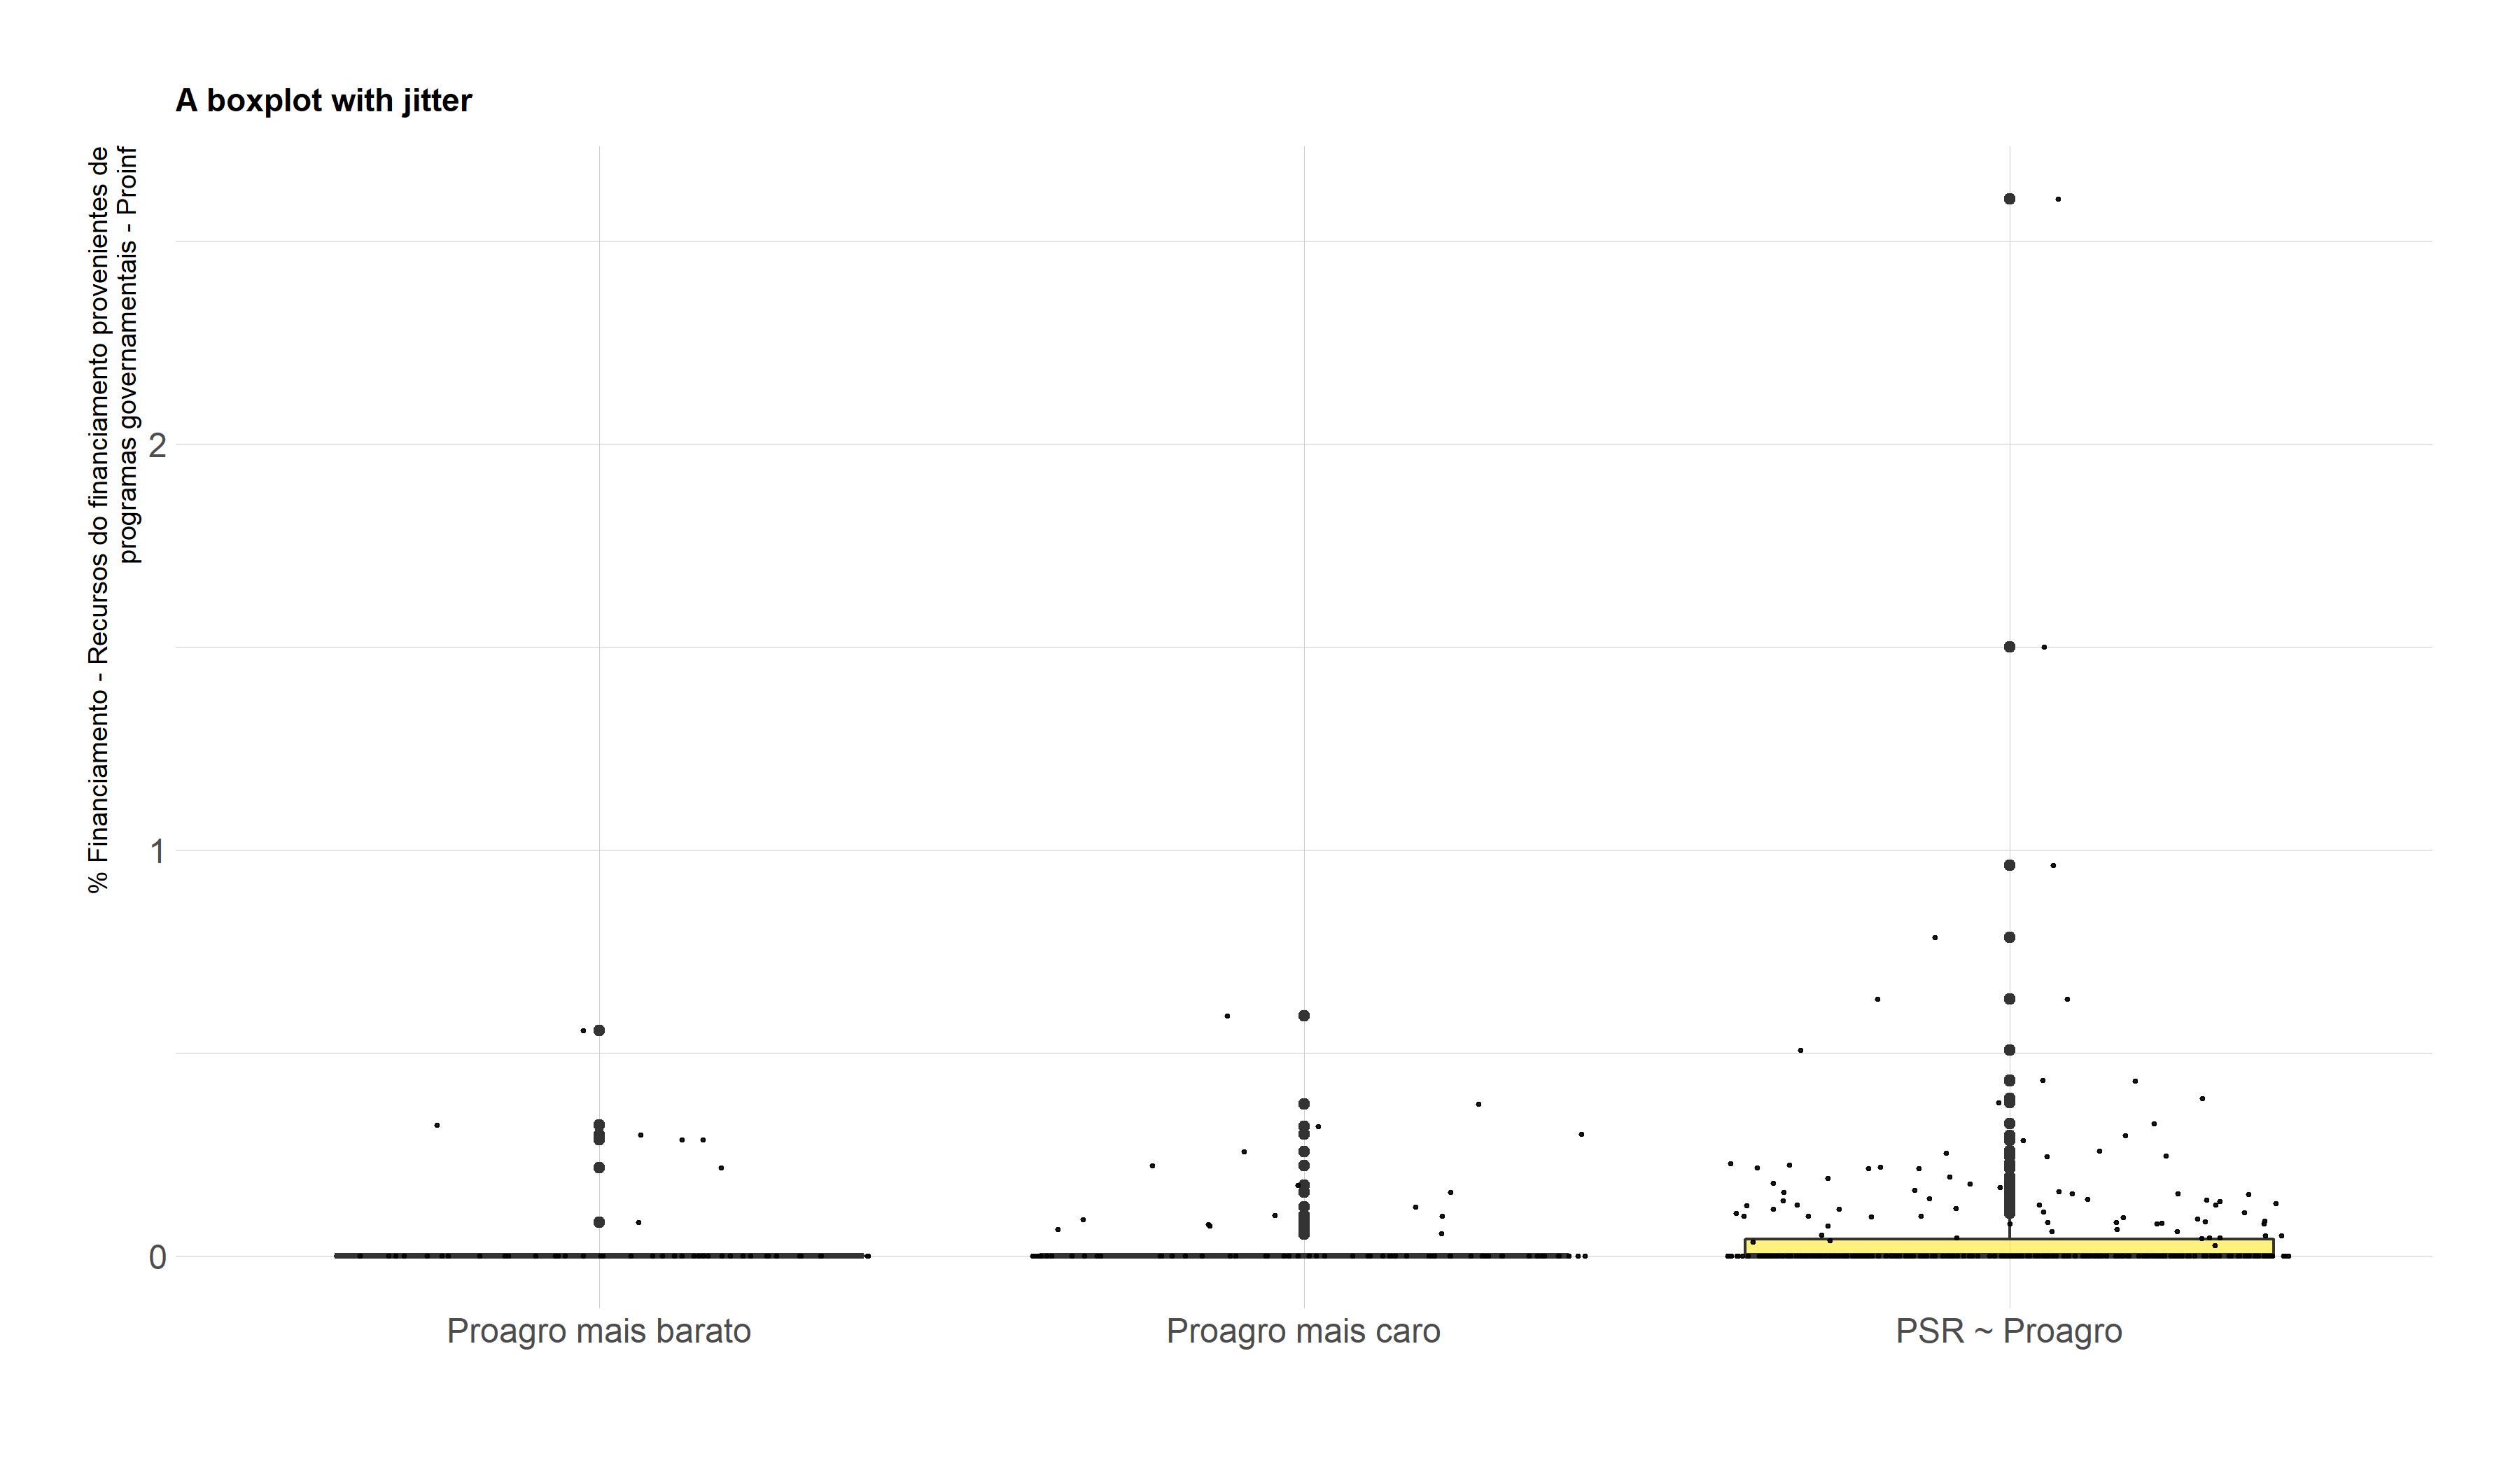 A boxplot with jitter
% Financiamento - Recursos do financiamento provenientes de
programas governamentais - Proinf
2
1
0
Proagro mais barato
Proagro mais caro
PSR ~ Proagro